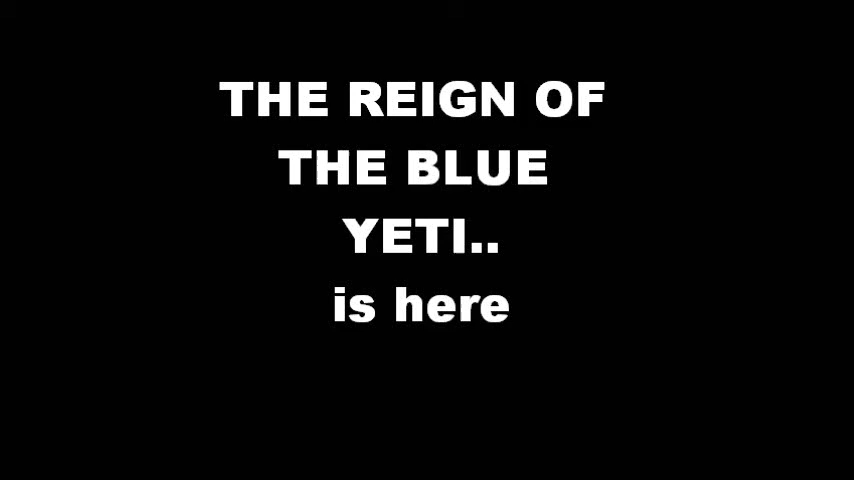 THE REIGN OF
THE BLUE
YETI..
is here